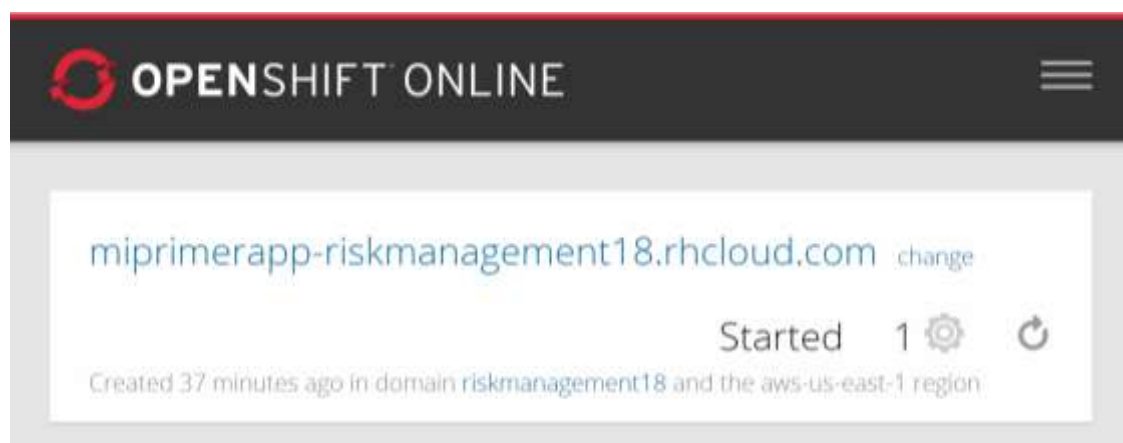 OPENSHIFT ONLINE
miprimerapp-riskmanagement18.rhcloud.com change
Started 1
Created 37 minutes ago in domain riskmanagement18 and the aws-us-east-1 region